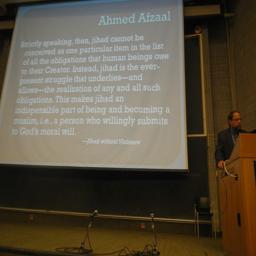 Ahmed Afzaal
Strictly speaking, then, jihad cannot be
conceived as one particular item in the list
of all the obligations that human beings owe
to their Creator. Instead, jihad is the ever-
present struggle that underlies—and
allows—the realization of any and all such
obligations. This makes jihad an
indispensible part of being and becoming a
muslim, i.e., a person who willingly submits
to God's moral will.
—Jihad without Violence